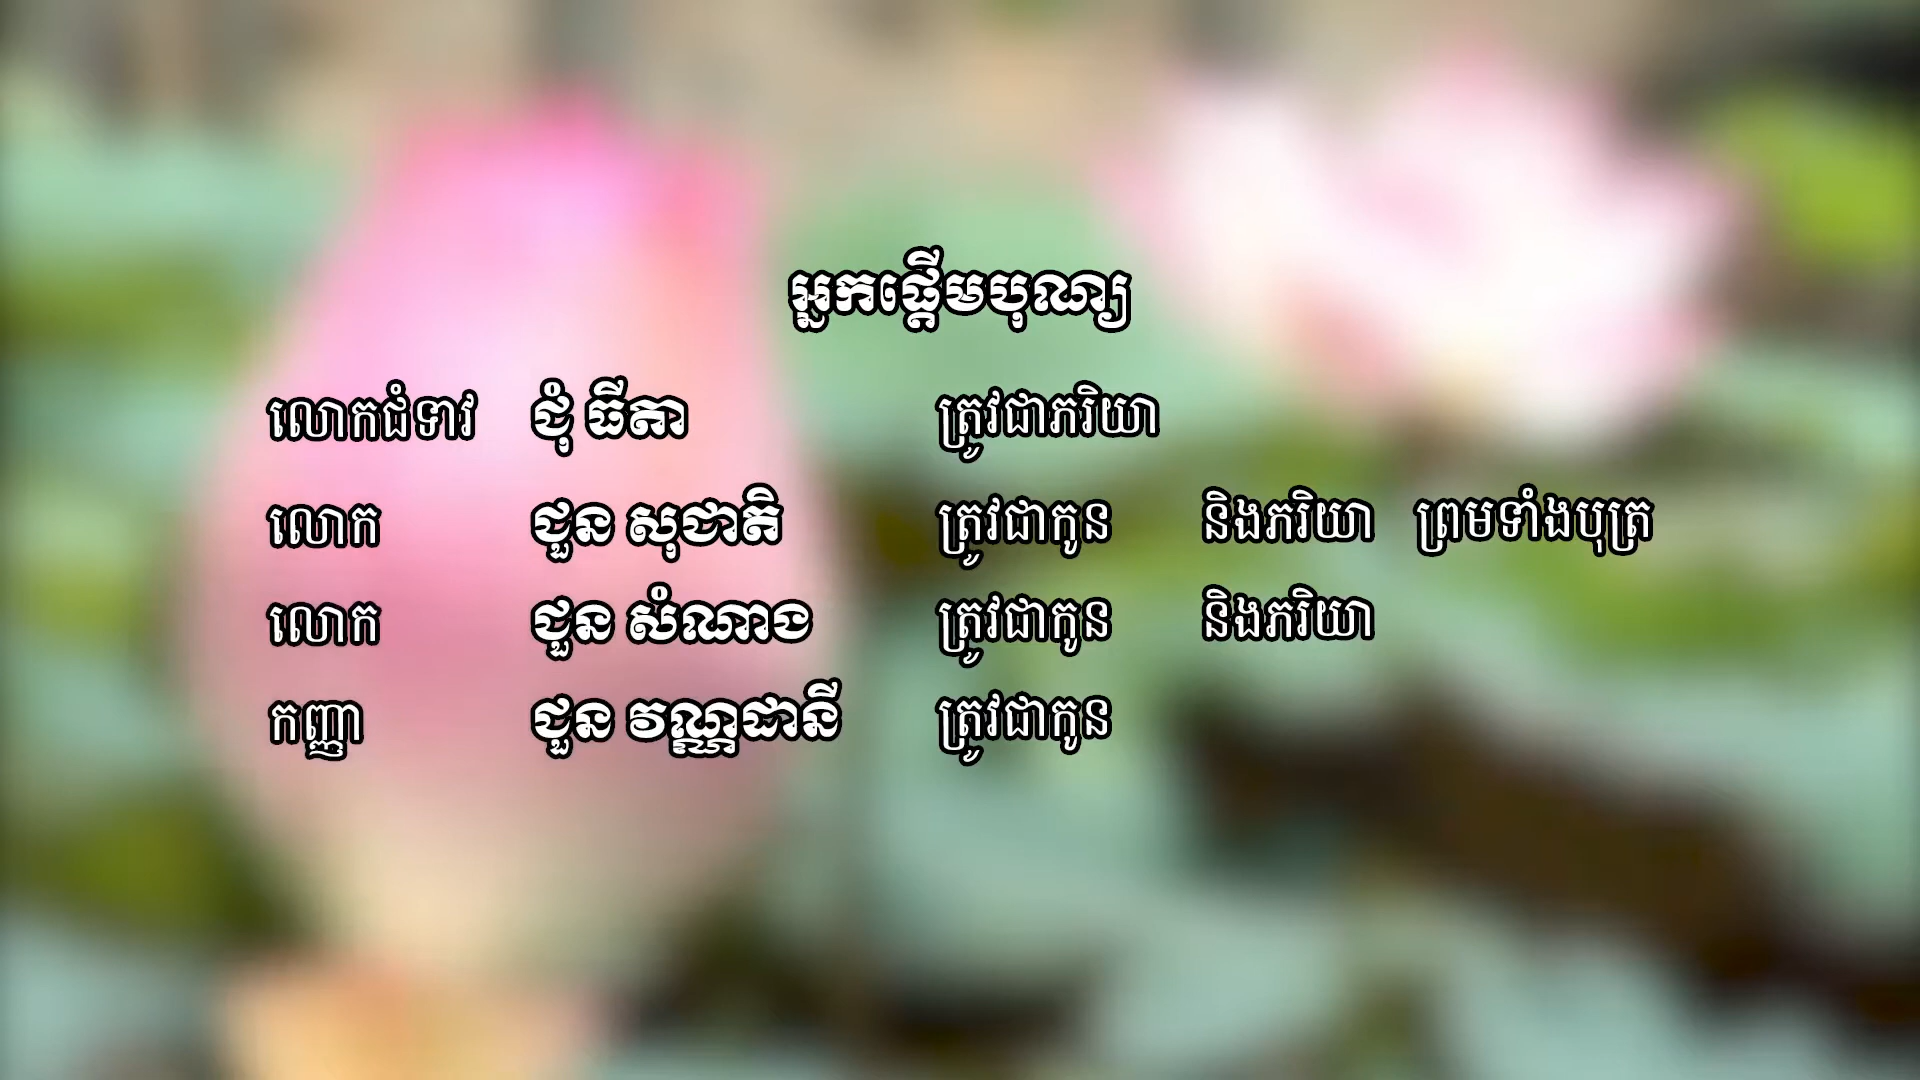 អ្នកផ្ដើមបុណ្យ
លោកជំទាវ ជុំ ធីតា ត្រូវជាភរិយា
លោក ជួន សុជាតិ ត្រូវជាកូន និងភរិយា ព្រមទាំងបុត្រ
លោក ជួន សំណាង ត្រូវជាកូន និងភរិយា
កញ្ញា ជួន វណ្ណដានី ត្រូវជាកូន